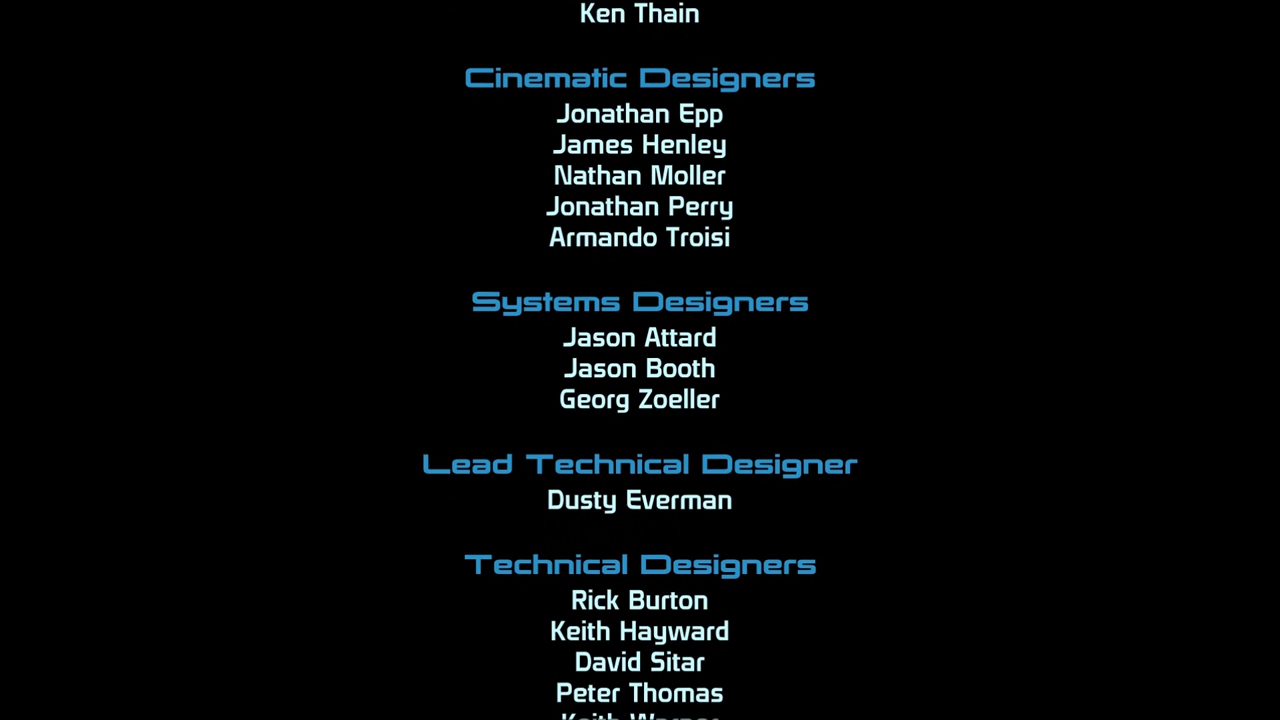 Ken Thain
Cinematic Designers
Jonathan Epp
James Henley
Nathan Moller
Jonathan Perry
Armando Troisi
Systems Designers
Jason Attard
Jason Booth
Georg Zoeller
Lead Technical Designer
Dusty Everman
Technical Designers
Rick Burton
Keith Hayward
David Sitar
Peter Thomas
Keith